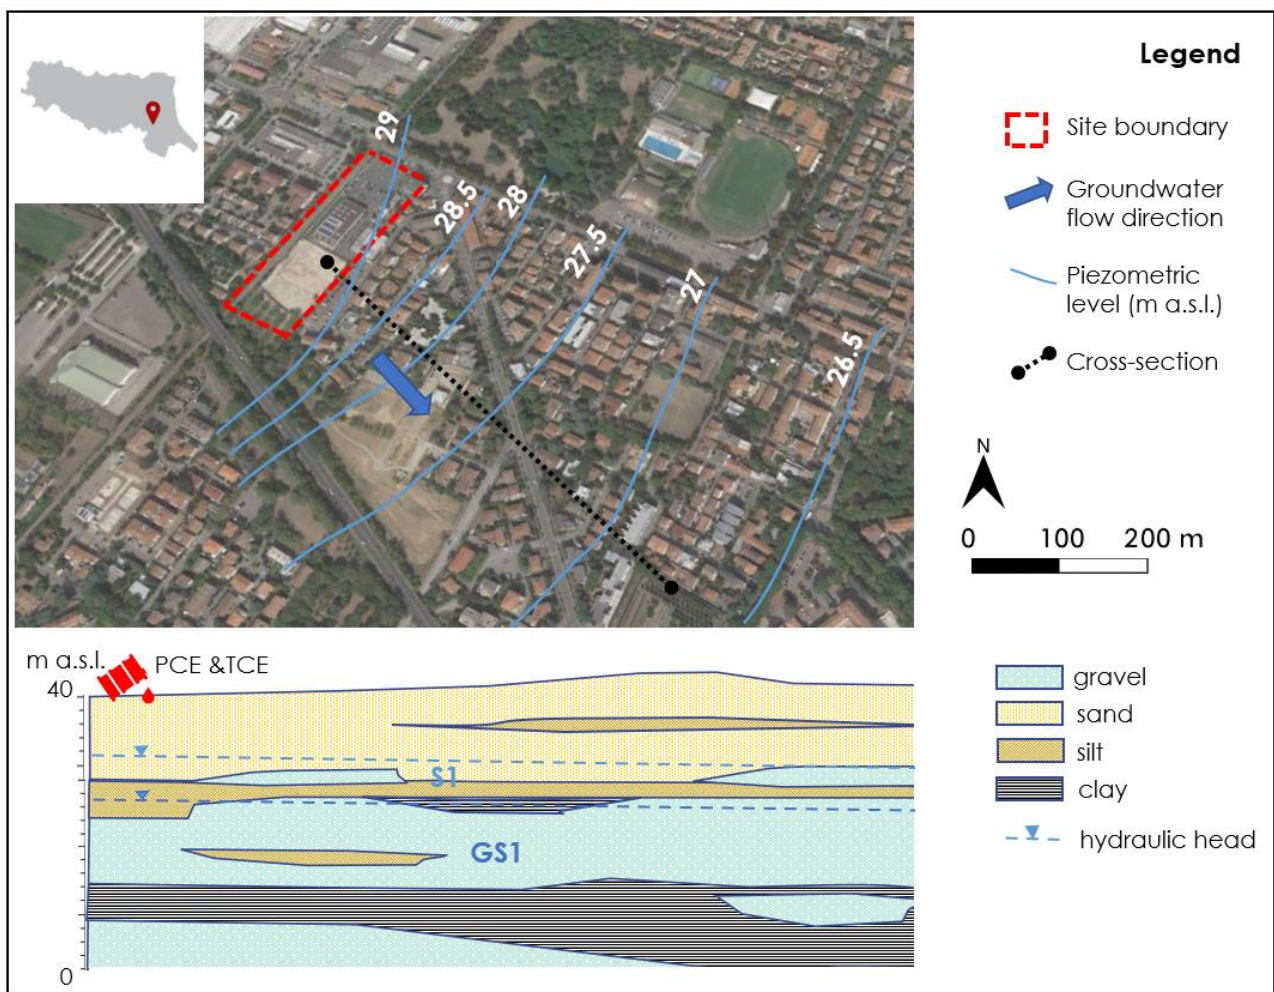 29
28.5
28
27.5
27
26.5
Legend
Site boundary
Groundwater
flow direction
Piezometric
level (m a.s.l.)
Cross-section
N
0 100 200 m
m a.s.l.
PCE &TCE
40
S1
GS1
0
gravel
sand
silt
clay
hydraulic head